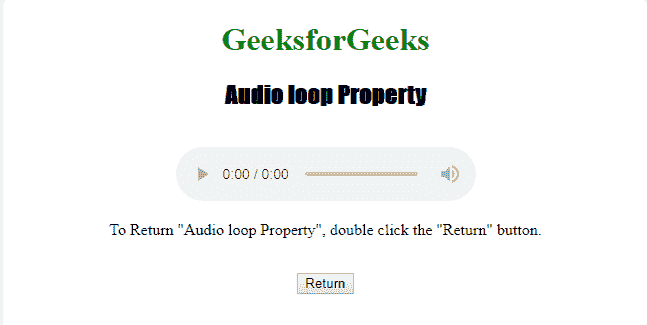 GeeksforGeeks
Audio loop Property
0:00 / 0:00
To Return "Audio loop Property", double click the "Return" button.
Return